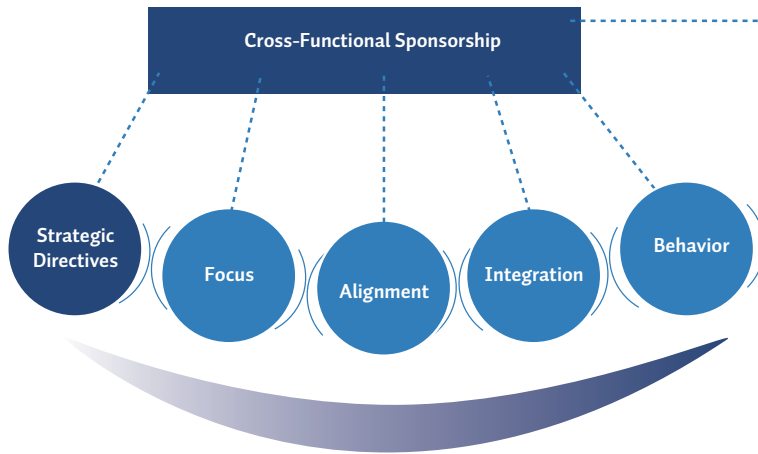 Cross-Functional Sponsorship
Strategic
Directives
Focus
Alignment
Integration
Behavior